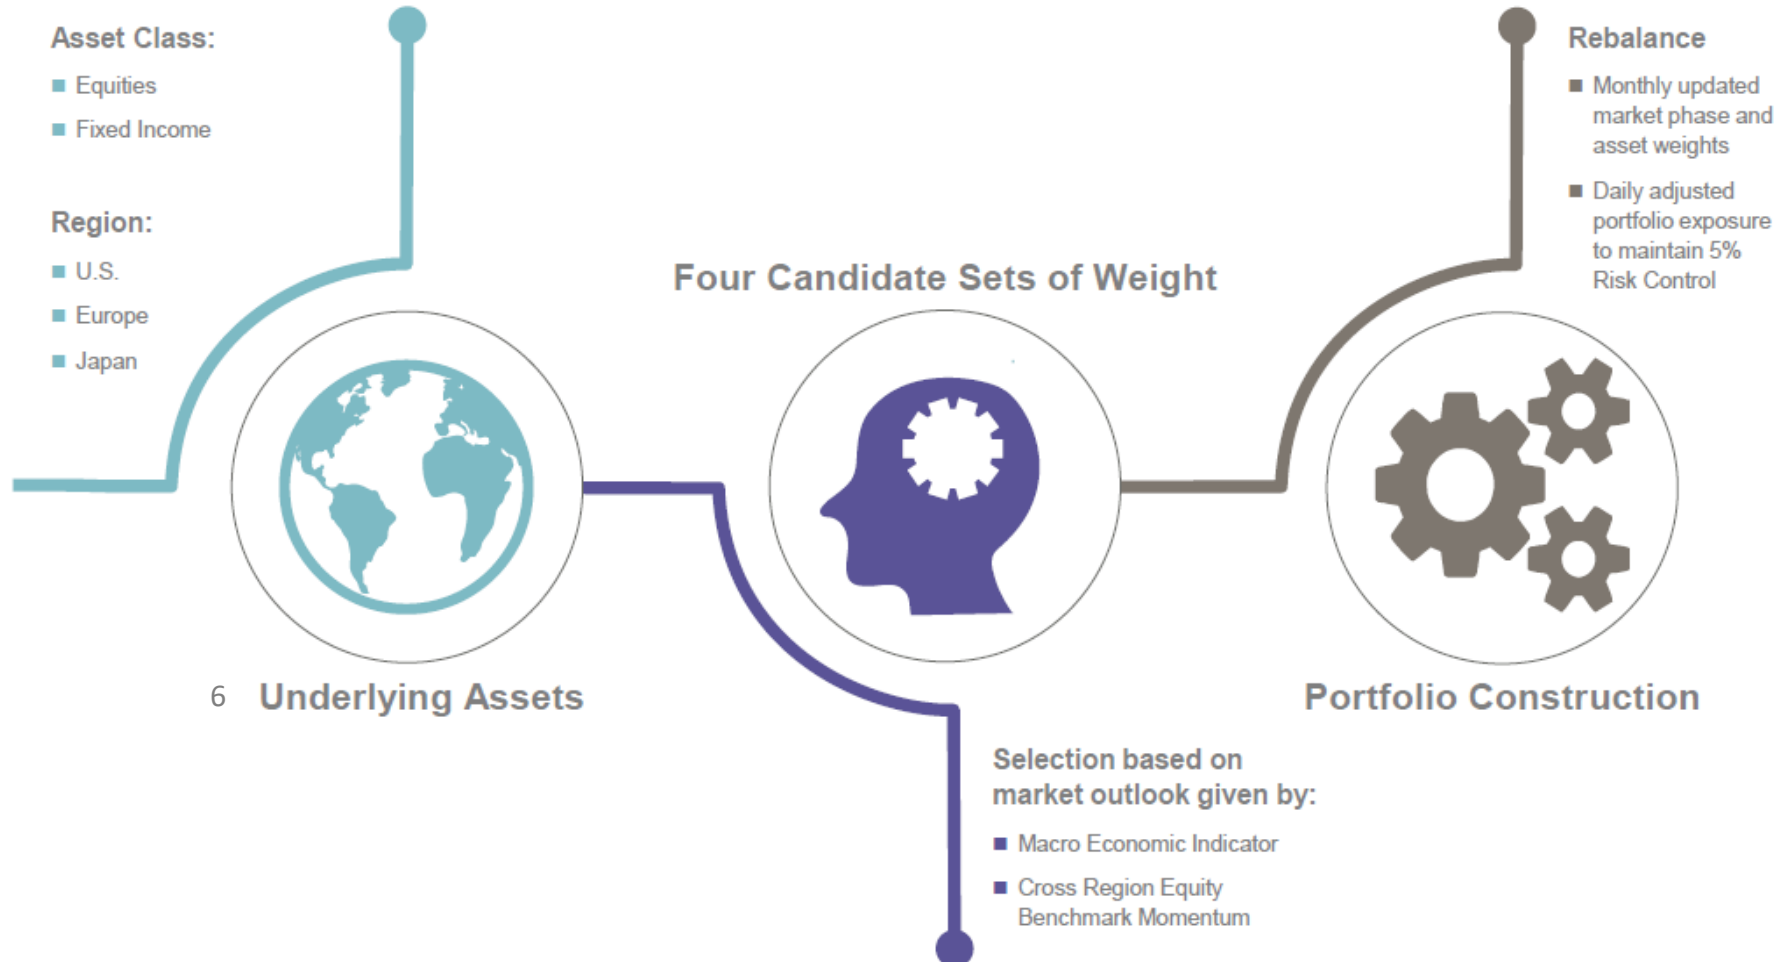 Asset Class:
■ Equities
■ Fixed Income
Region:
■ U.S.
■ Europe
■ Japan
6 Underlying Assets
Four Candidate Sets of Weight
Selection based on
market outlook given by:
■ Macro Economic Indicator
■ Cross Region Equity
Benchmark Momentum
Rebalance
■ Monthly updated
market phase and
asset weights
■ Daily adjusted
portfolio exposure
to maintain 5%
Risk Control
Portfolio Construction